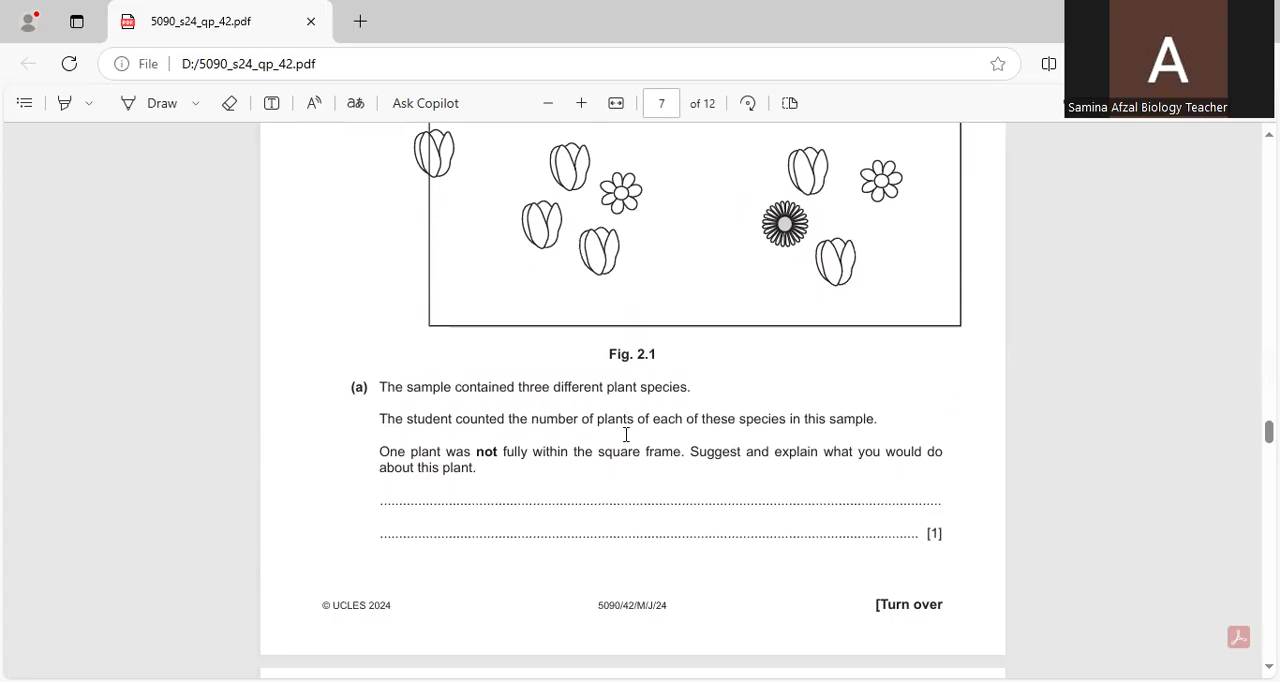 5090_s24_qp_42.pdf
File
D:/5090_s24_qp_42.pdf
A
Samina Afzal Biology Teacher
Draw
Ask Copilot
7
of 12
Fig. 2.1
(a) The sample contained three different plant species.
The student counted the number of plants of each of these species in this sample.
One plant was not fully within the square frame. Suggest and explain what you would do
about this plant.
..........................................................................................................................................
.................................................................................................................................... [1]
© UCLES 2024
5090/42/M/J/24
[Turn over